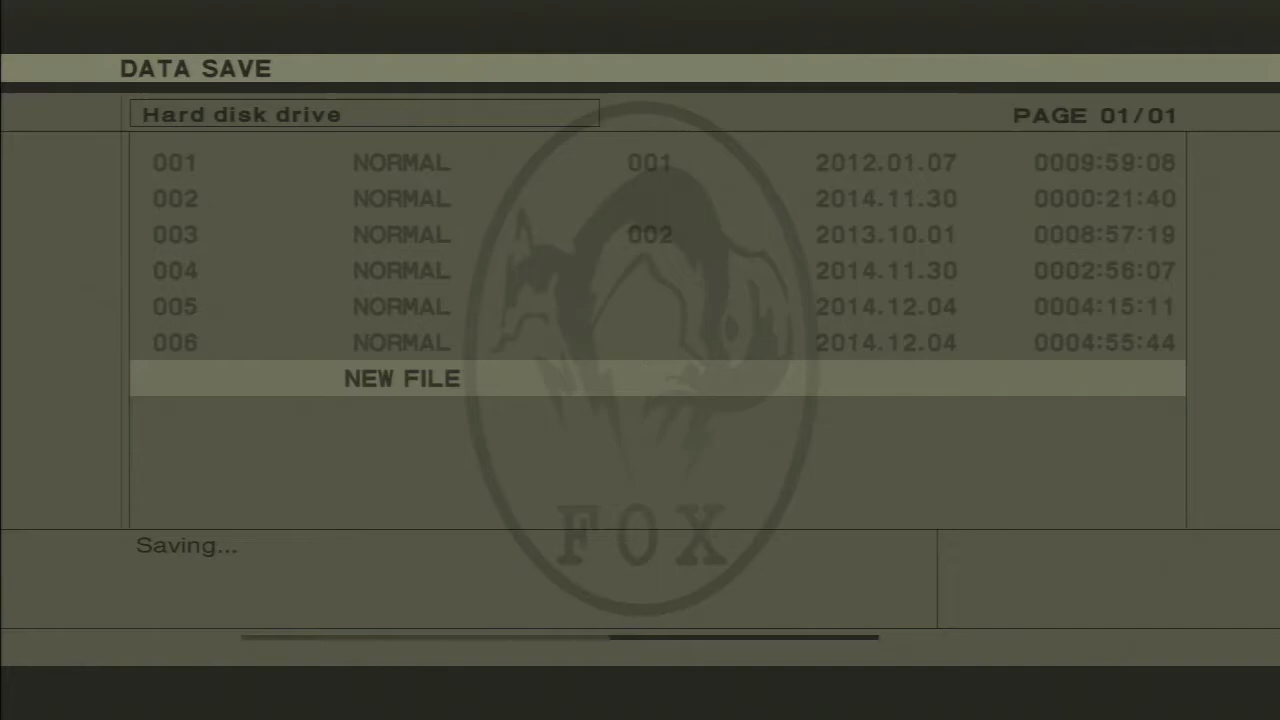 DATA SAVE
Hard disk drive PAGE 01/01
001 NORMAL 001 2012.01.07 0009:59:08
002 NORMAL 2014.11.30 0000:21:40
003 NORMAL 002 2013.10.01 0008:57:19
004 NORMAL 2014.11.30 0002:56:07
005 NORMAL 2014.12.04 0004:15:11
006 NORMAL 2014.12.04 0004:55:44
NEW FILE
FOX
Saving...